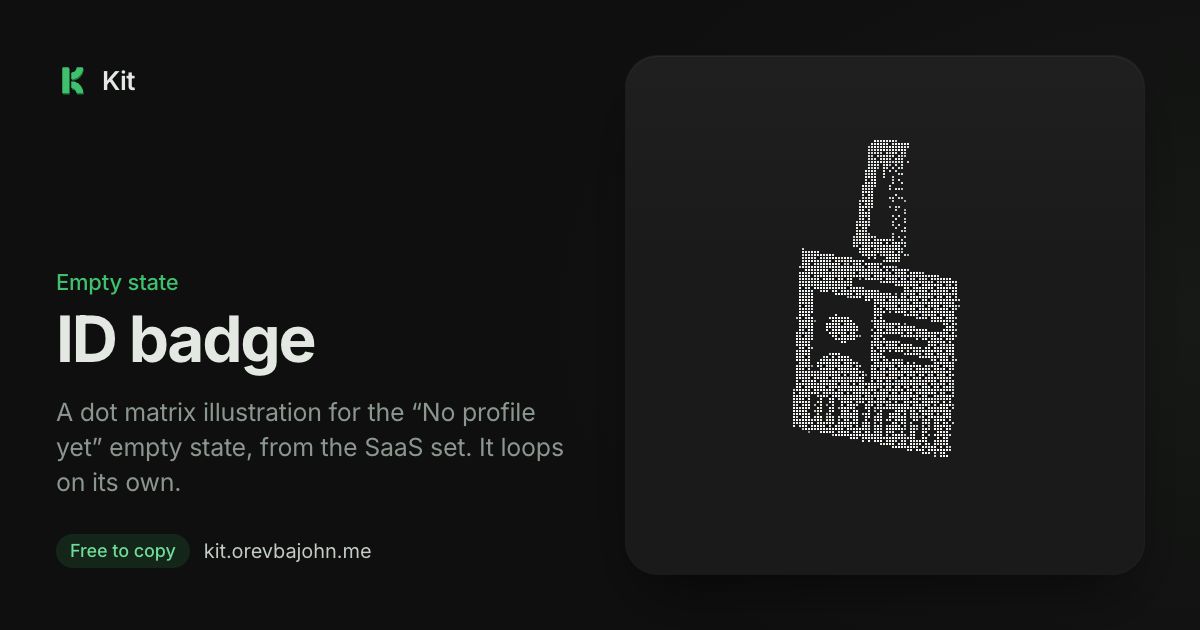 Kit
Empty state
ID badge
A dot matrix illustration for the “No profile
yet” empty state, from the SaaS set. It loops
on its own.
Free to copy
kit.orevbajohn.me